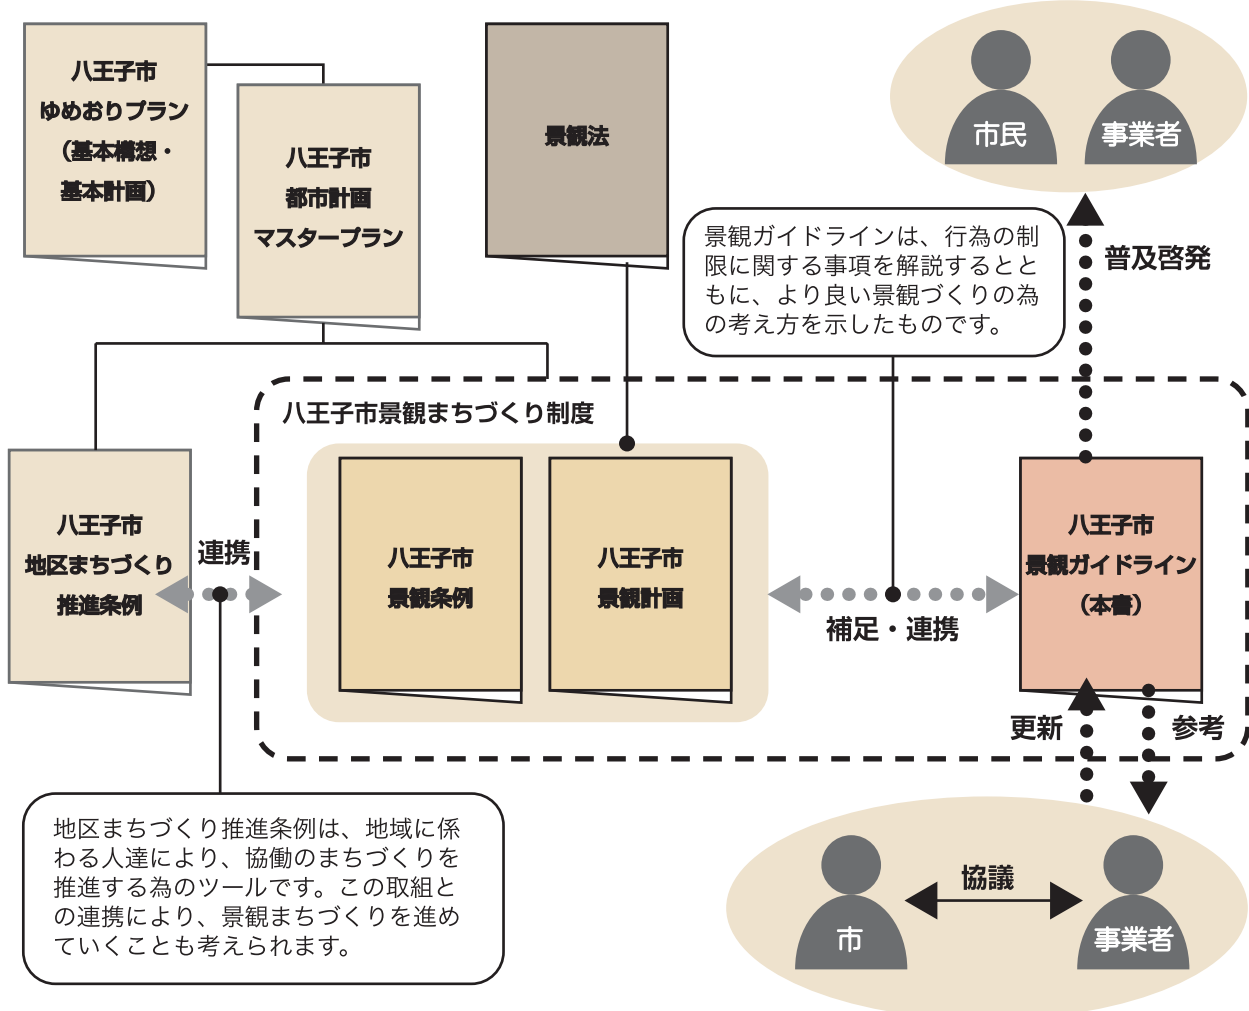 八王子市
ゆめおりプラン
（基本構想・
基本計画）
八王子市
都市計画
マスタープラン
景観法
市民
事業者
景観ガイドラインは、行為の制
限に関する事項を解説するとと
もに、より良い景観づくりの為
の考え方を示したものです。
普及啓発
八王子市景観まちづくり制度
八王子市
地区まちづくり
推進条例
連携
八王子市
景観条例
八王子市
景観計画
補足・連携
八王子市
景観ガイドライン
（本書）
更新
参考
地区まちづくり推進条例は、地域に係
わる人達により、協働のまちづくりを
推進する為のツールです。この取組と
の連携により、景観まちづくりを進め
ていくことも考えられます。
協議
市
事業者